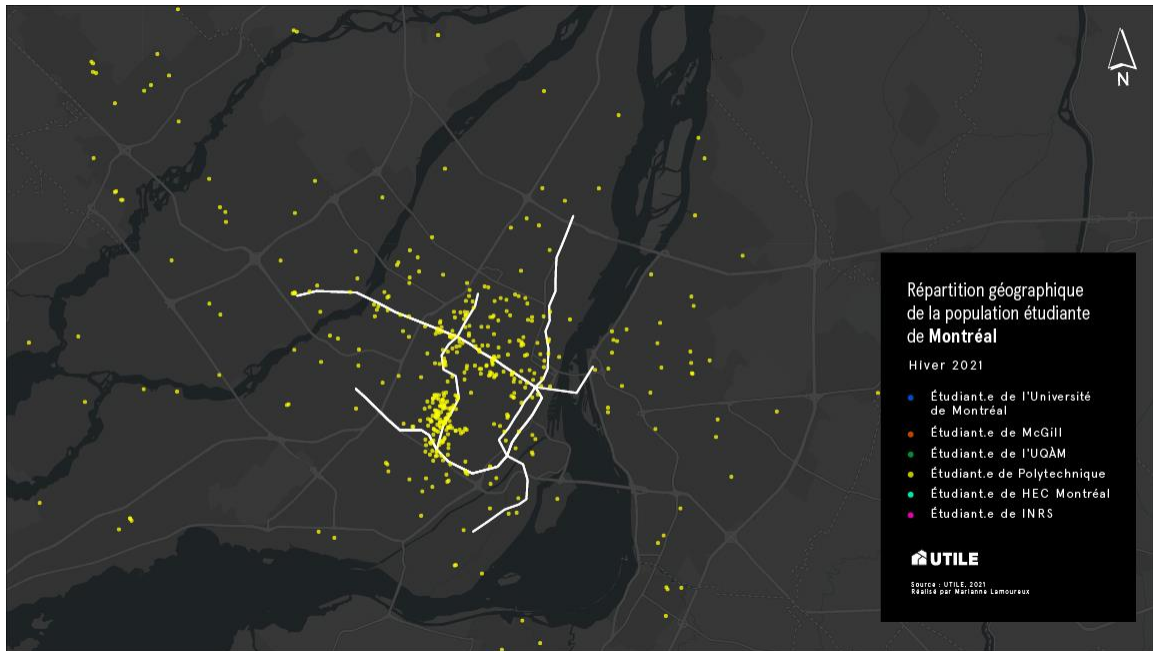 N
Répartition géographique
de la population étudiante
de Montréal
Hiver 2021
Étudiant.e de l'Université
de Montréal
Étudiant.e de McGill
Étudiant.e de l'UQÀM
Étudiant.e de Polytechnique
Étudiant.e de HEC Montréal
Étudiant.e de INRS
UTILE
Source : UTILE, 2021
Réalisé par Marianne Lamoureux